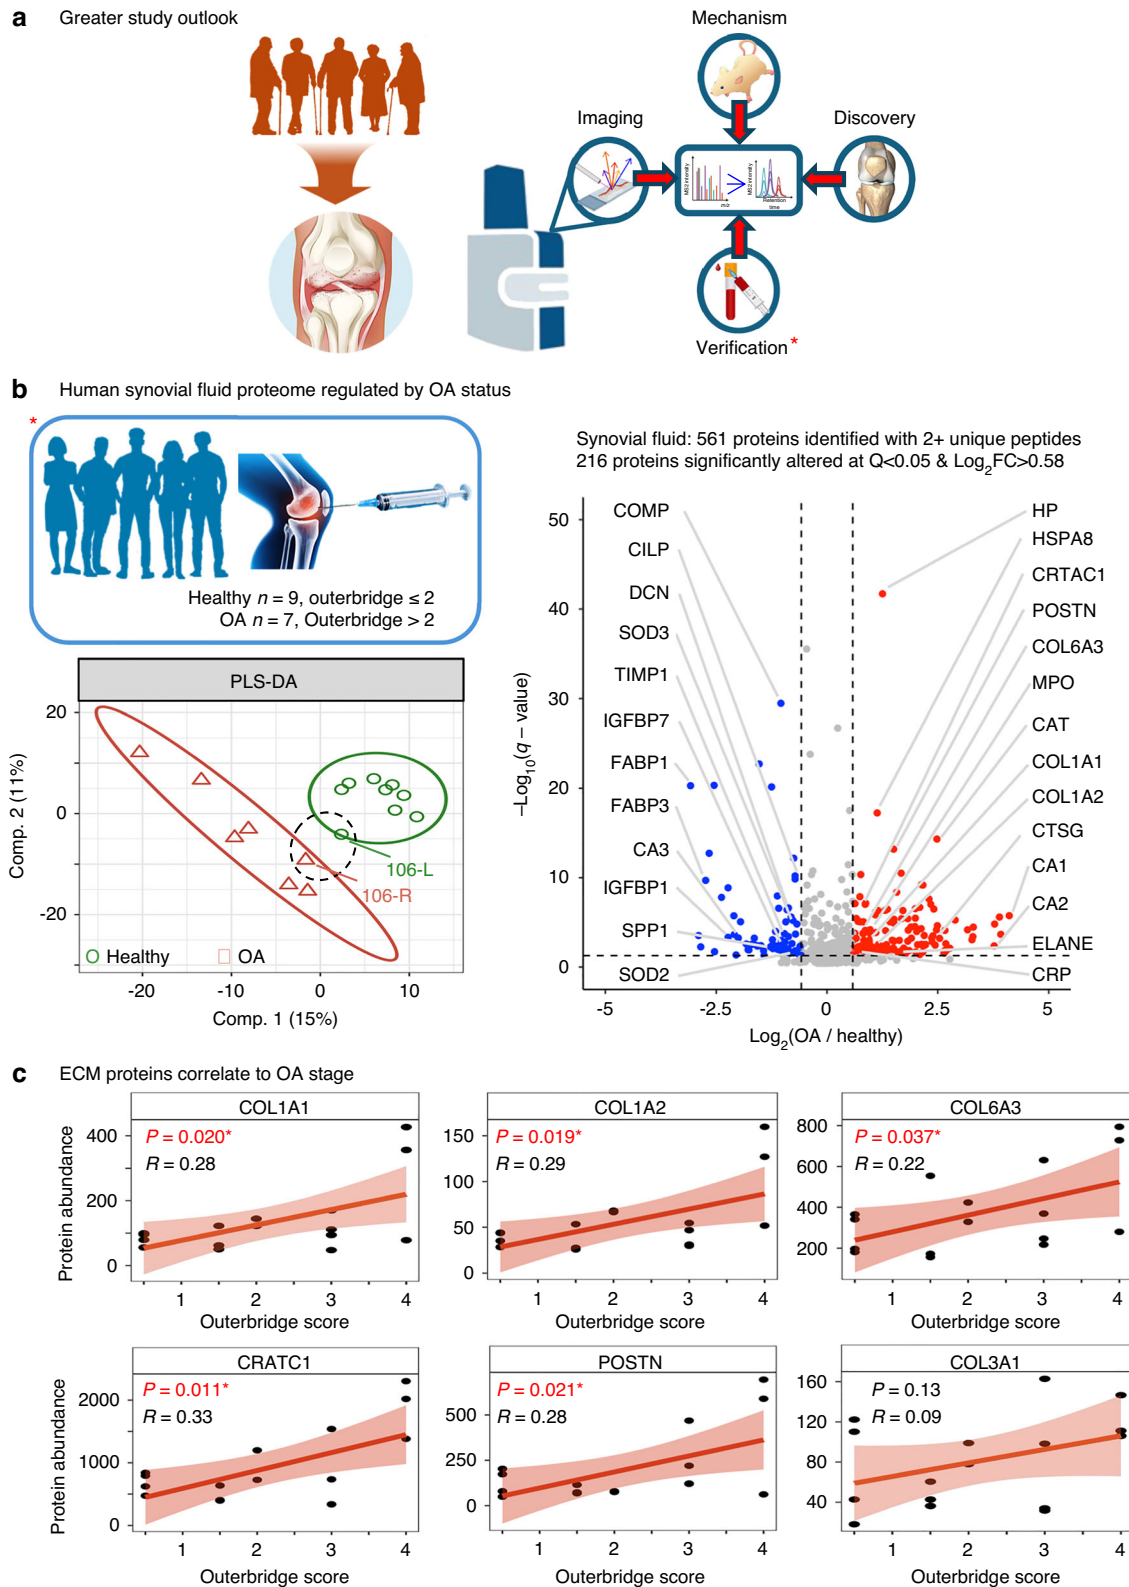 a Greater study outlook
Mechanism
Imaging
Discovery
MS2 intensity
m/z
MS2 intensity
Retention
time
Verification*
b Human synovial fluid proteome regulated by OA status
*
Healthy n = 9, outerbridge ≤ 2
OA n = 7, Outerbridge > 2
PLS-DA
Comp. 2 (11%)
20
0
-20
106-L
106-R
Healthy
OA
-20 -10 0 10
Comp. 1 (15%)
Synovial fluid: 561 proteins identified with 2+ unique peptides
216 proteins significantly altered at Q<0.05 & Log2FC>0.58
COMP
CILP
DCN
SOD3
TIMP1
IGFBP7
FABP1
FABP3
CA3
IGFBP1
SPP1
SOD2
–Log10(q – value)
50
40
30
20
10
0
HP
HSPA8
CRTAC1
POSTN
COL6A3
MPO
CAT
COL1A1
COL1A2
CTSG
CA1
CA2
ELANE
CRP
-5 -2.5 0 2.5 5
Log2(OA / healthy)
c ECM proteins correlate to OA stage
COL1A1
P = 0.020*
R = 0.28
Protein abundance
400
200
0
1 2 3 4
Outerbridge score
COL1A2
P = 0.019*
R = 0.29
150
100
50
0
1 2 3 4
Outerbridge score
COL6A3
P = 0.037*
R = 0.22
800
600
400
200
1 2 3 4
Outerbridge score
CRATC1
P = 0.011*
R = 0.33
Protein abundance
2000
1000
0
1 2 3 4
Outerbridge score
POSTN
P = 0.021*
R = 0.28
500
250
0
1 2 3 4
Outerbridge score
COL3A1
P = 0.13
R = 0.09
160
120
80
40
1 2 3 4
Outerbridge score